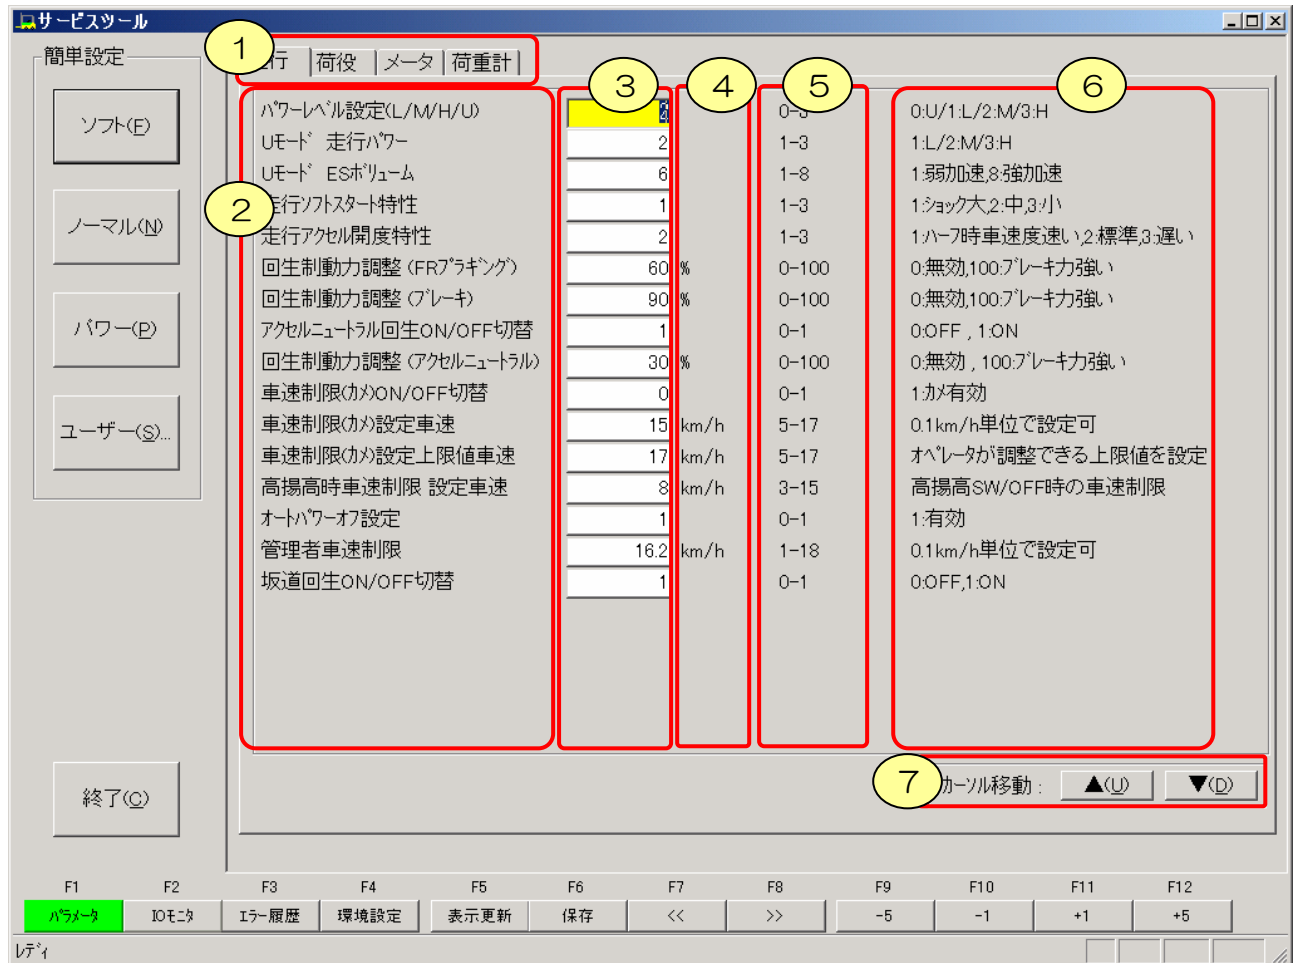 サービスツール
簡単設定
ソフト(F)
ノーマル(N)
パワー(P)
ユーザー(S)...
終了(C)
1
行 荷役 メータ 荷重計
2 3 4 5 6
ﾊﾟﾜｰﾚﾍﾞﾙ設定(L/M/H/U) 0-3 0:U/1:L/2:M/3:H
Uﾓｰﾄﾞ 走行ﾊﾟﾜｰ 2 1-3 1:L/2:M/3:H
Uﾓｰﾄﾞ ESﾎﾞﾘｭｰﾑ 6 1-8 1:弱加速,8:強加速
走行ｿﾌﾄｽﾀｰﾄ特性 1 1-3 1:ｼｮｯｸ大,2:中,3:小
走行ｱｸｾﾙ開度特性 2 1-3 1:ﾊｰﾌ時車速度速い,2:標準,3:遅い
回生制動力調整 (FRﾌﾟﾗｷﾞﾝｸﾞ) 60 % 0-100 0:無効,100:ﾌﾞﾚｰｷ力強い
回生制動力調整 (ﾌﾞﾚｰｷ) 90 % 0-100 0:無効,100:ﾌﾞﾚｰｷ力強い
ｱｸｾﾙﾆｭｰﾄﾗﾙ回生ON/OFF切替 1 0-1 0:OFF , 1:ON
回生制動力調整 (ｱｸｾﾙﾆｭｰﾄﾗﾙ) 30 % 0-100 0:無効 , 100:ﾌﾞﾚｰｷ力強い
車速制限(ｶﾒ)ON/OFF切替 0 0-1 1:ｶﾒ有効
車速制限(ｶﾒ)設定車速 15 km/h 5-17 0.1km/h単位で設定可
車速制限(ｶﾒ)設定上限値車速 17 km/h 5-17 ｵﾍﾟﾚｰﾀが調整できる上限値を設定
高揚高時車速制限 設定車速 8 km/h 3-15 高揚高SW/OFF時の車速制限
ｵｰﾄﾊﾟﾜｰｵﾌ設定 1 0-1 1:有効
管理者車速制限 16.2 km/h 1-18 0.1km/h単位で設定可
坂道回生ON/OFF切替 1 0-1 0:OFF,1:ON
7 ｶｰｿﾙ移動 : ▲(U) ▼(D)
F1 F2 F3 F4 F5 F6 F7 F8 F9 F10 F11 F12
ﾊﾟﾗﾒｰﾀ IOﾓﾆﾀ ｴﾗｰ履歴 環境設定 表示更新 保存 << >> -5 -1 +1 +5
ﾚﾃﾞｨ